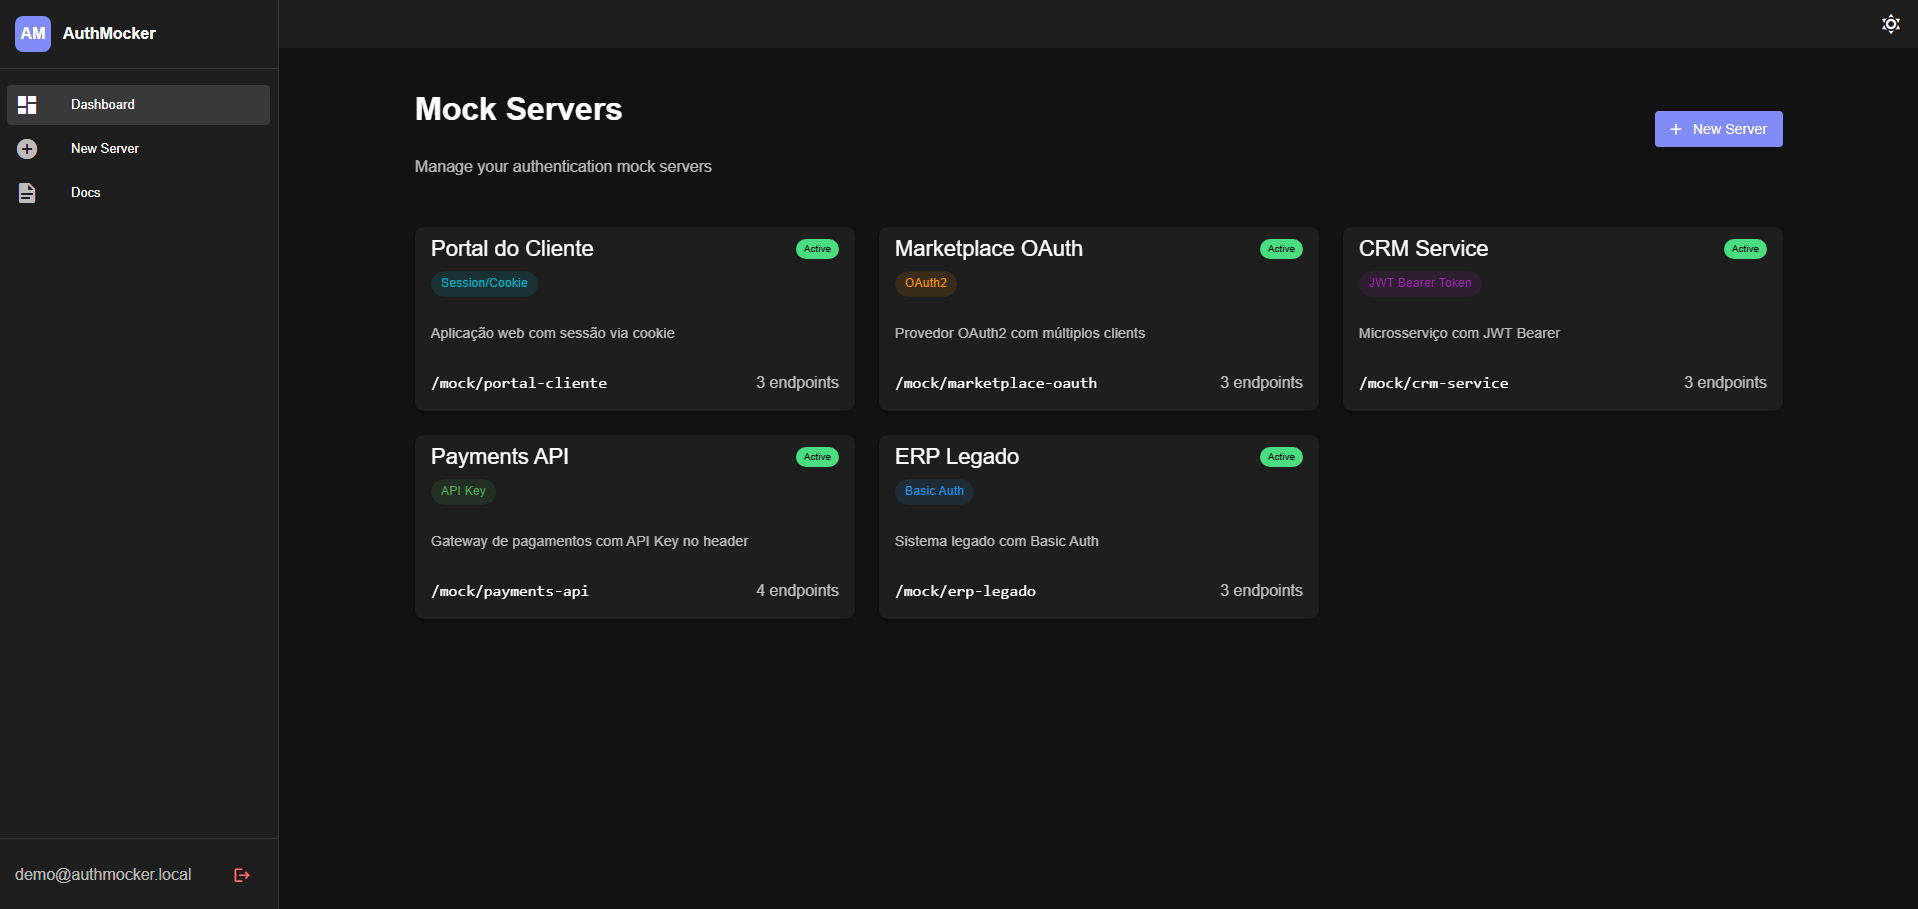 AM AuthMocker
Dashboard
New Server
Docs
demo@authmocker.local
Mock Servers
Manage your authentication mock servers
+ New Server
Portal do Cliente
Active
Session/Cookie
Aplicação web com sessão via cookie
/mock/portal-cliente
3 endpoints
Marketplace OAuth
Active
OAuth2
Provedor OAuth2 com múltiplos clients
/mock/marketplace-oauth
3 endpoints
CRM Service
Active
JWT Bearer Token
Microsserviço com JWT Bearer
/mock/crm-service
3 endpoints
Payments API
Active
API Key
Gateway de pagamentos com API Key no header
/mock/payments-api
4 endpoints
ERP Legado
Active
Basic Auth
Sistema legado com Basic Auth
/mock/erp-legado
3 endpoints